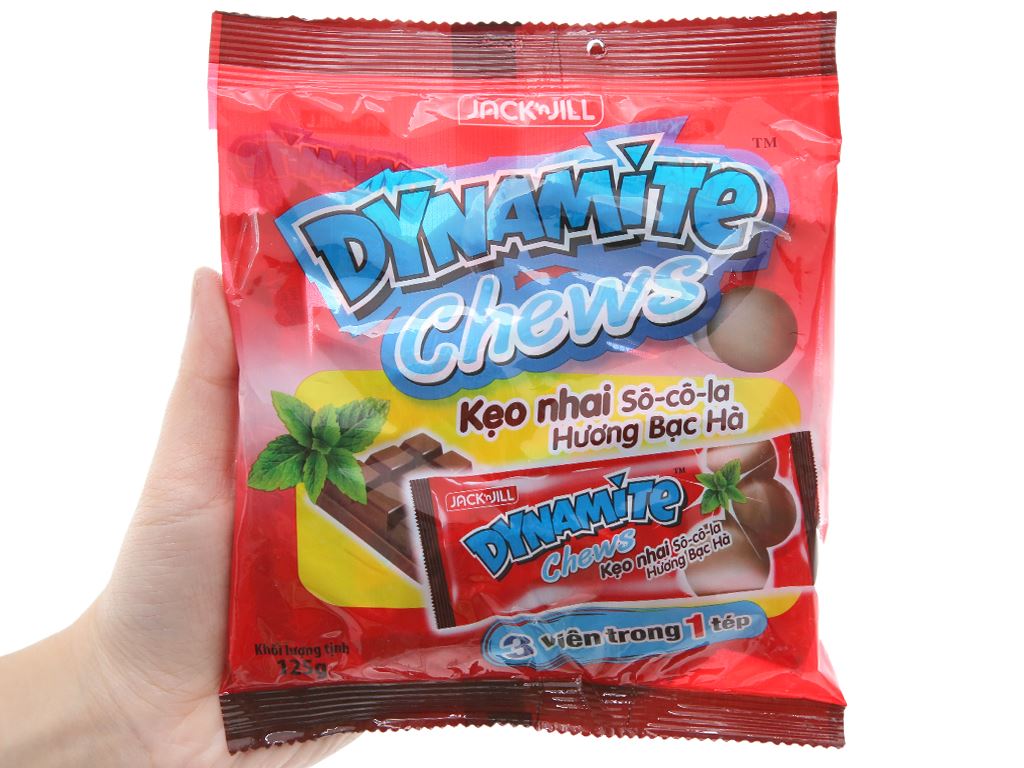 JACK'n JILL
DYNAMiTe
TM
Chews
Kẹo nhai Sô-cô-la
Hương Bạc Hà
JACK'n JILL
DYNAMiTe
TM
Chews
Kẹo nhai Sô-cô-la
Hương Bạc Hà
3 viên trong 1 tép
Khối lượng tịnh
125g